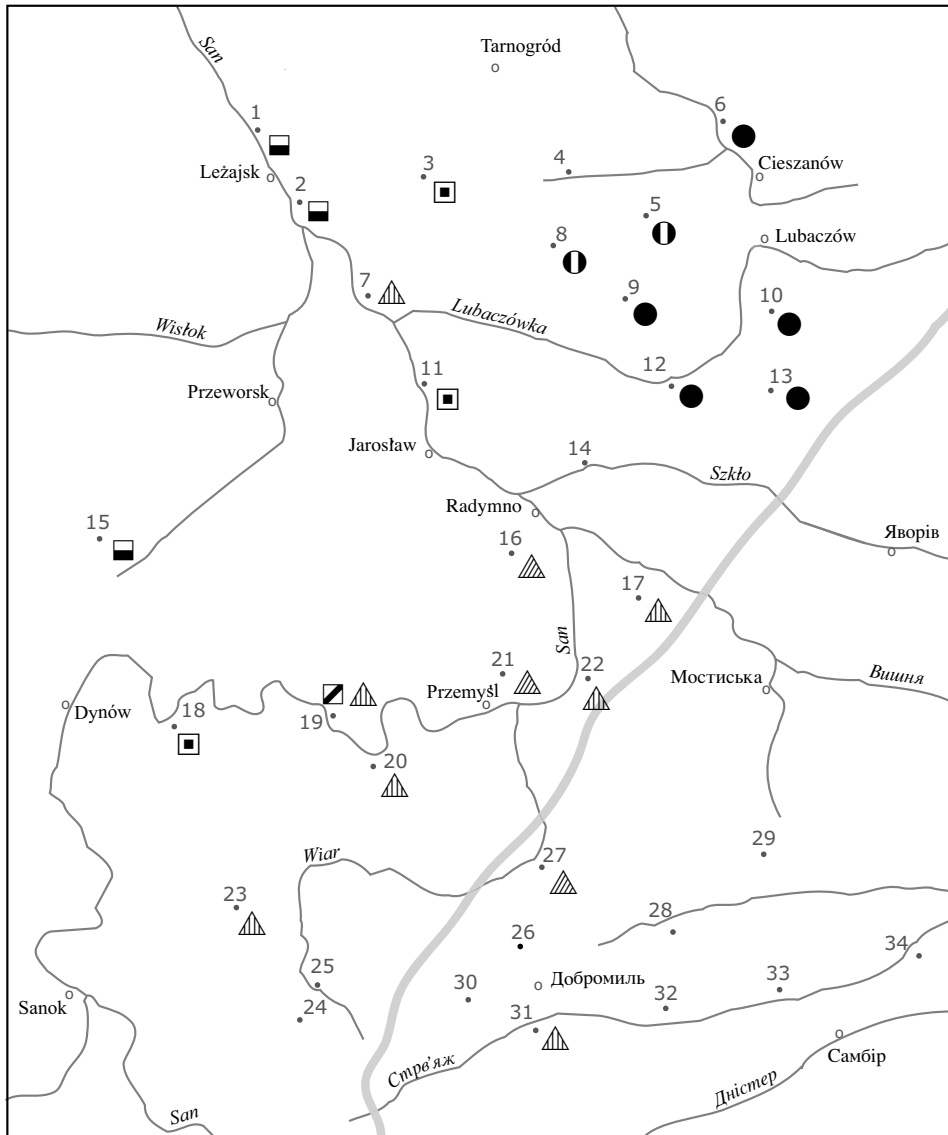 San
Tarnogród
1
6
Leżajsk
3
4
Cieszanów
2
5
8
Lubaczów
7
9
10
Wisłok
Lubaczówka
11
12
13
Przeworsk
Jarosław
14
Szkło
Radymno
15
16
Яворів
17
San
21
22
Przemyśl
Мостиська
Вишня
Dynów
18
19
20
29
Wiar
27
23
28
26
34
25
Добромиль
33
30
Sanok
24
32
31
Самбір
Стрв'яж
Дністер
San